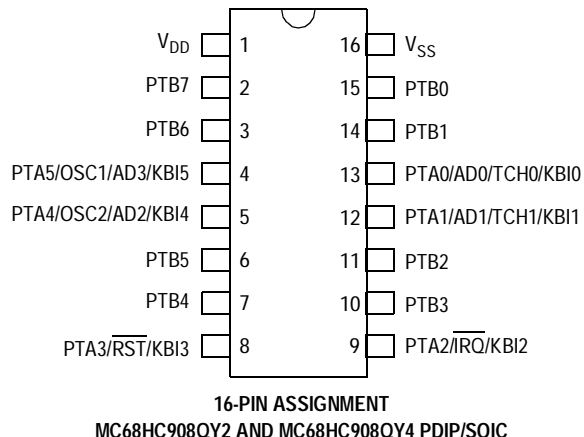 VDD 1 16 VSS
PTB7 2 15 PTB0
PTB6 3 14 PTB1
PTA5/OSC1/AD3/KBI5 4 13 PTA0/AD0/TCH0/KBI0
PTA4/OSC2/AD2/KBI4 5 12 PTA1/AD1/TCH1/KBI1
PTB5 6 11 PTB2
PTB4 7 10 PTB3
PTA3/R̅S̅T̅/KBI3 8 9 PTA2/I̅R̅Q̅/KBI2
16-PIN ASSIGNMENT
MC68HC908QY2 AND MC68HC908QY4 PDIP/SOIC